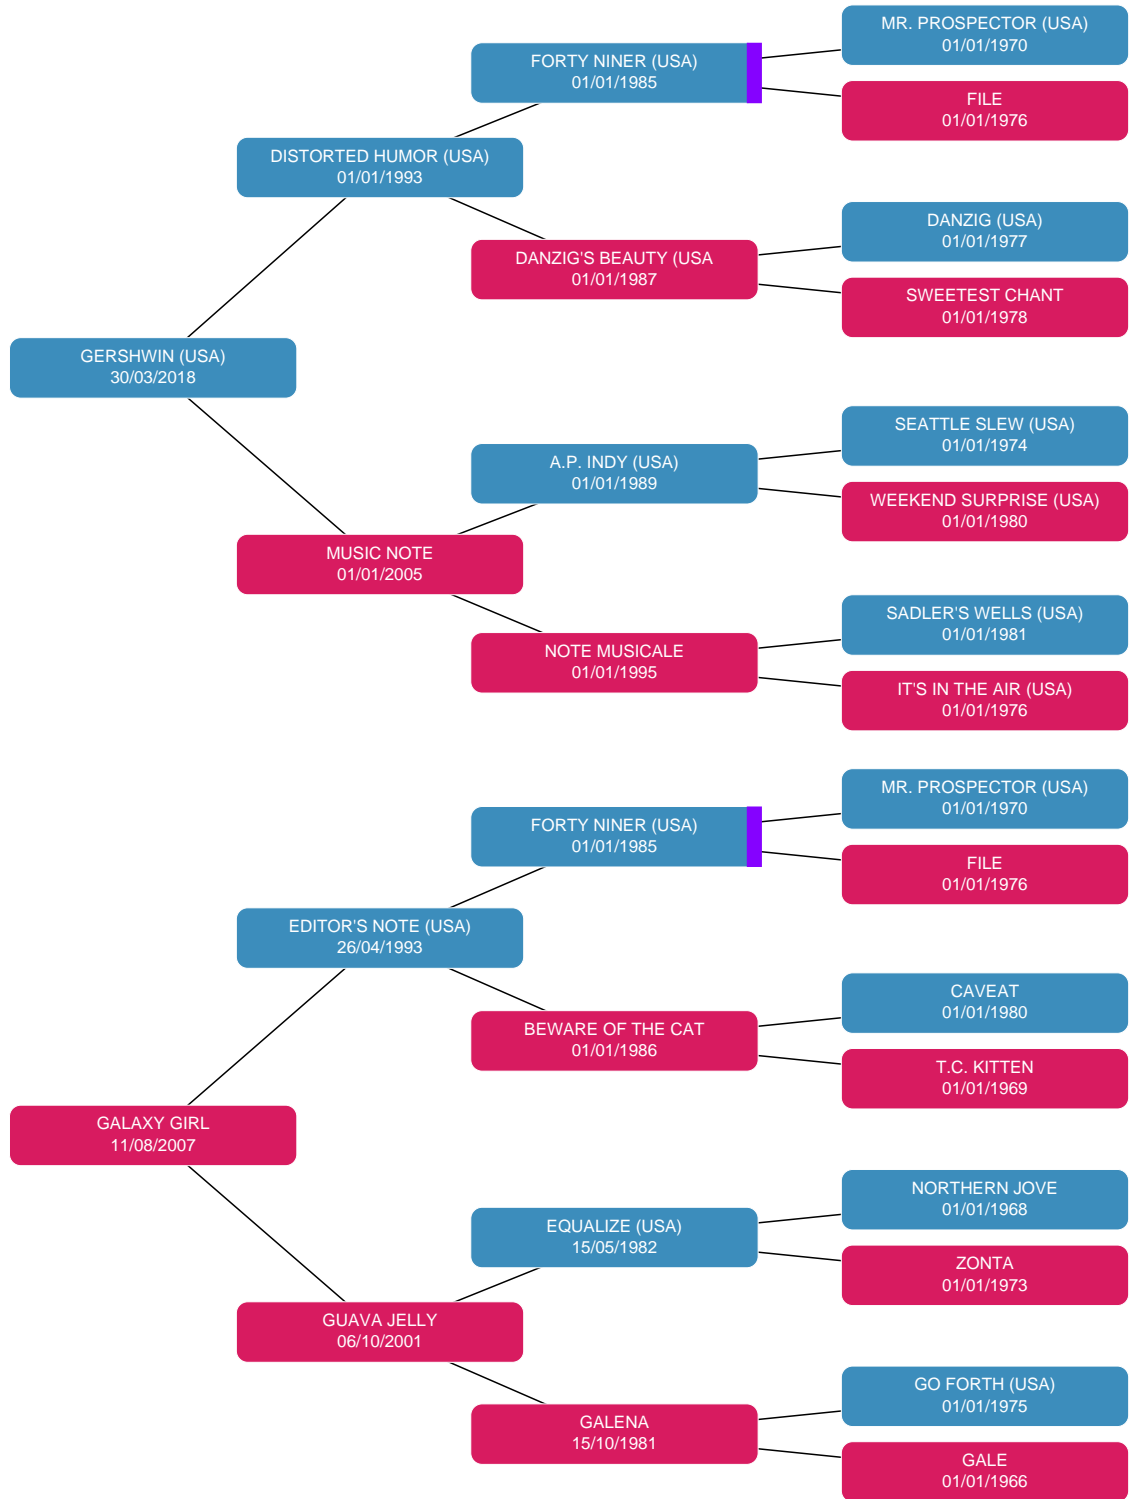 MR. PROSPECTOR (USA)
01/01/1970
FORTY NINER (USA)
01/01/1985
FILE
01/01/1976
DISTORTED HUMOR (USA)
01/01/1993
DANZIG (USA)
01/01/1977
DANZIG'S BEAUTY (USA
01/01/1987
SWEETEST CHANT
01/01/1978
GERSHWIN (USA)
30/03/2018
SEATTLE SLEW (USA)
01/01/1974
A.P. INDY (USA)
01/01/1989
WEEKEND SURPRISE (USA)
01/01/1980
MUSIC NOTE
01/01/2005
SADLER'S WELLS (USA)
01/01/1981
NOTE MUSICALE
01/01/1995
IT'S IN THE AIR (USA)
01/01/1976
MR. PROSPECTOR (USA)
01/01/1970
FORTY NINER (USA)
01/01/1985
FILE
01/01/1976
EDITOR'S NOTE (USA)
26/04/1993
CAVEAT
01/01/1980
BEWARE OF THE CAT
01/01/1986
T.C. KITTEN
01/01/1969
GALAXY GIRL
11/08/2007
NORTHERN JOVE
01/01/1968
EQUALIZE (USA)
15/05/1982
ZONTA
01/01/1973
GUAVA JELLY
06/10/2001
GO FORTH (USA)
01/01/1975
GALENA
15/10/1981
GALE
01/01/1966